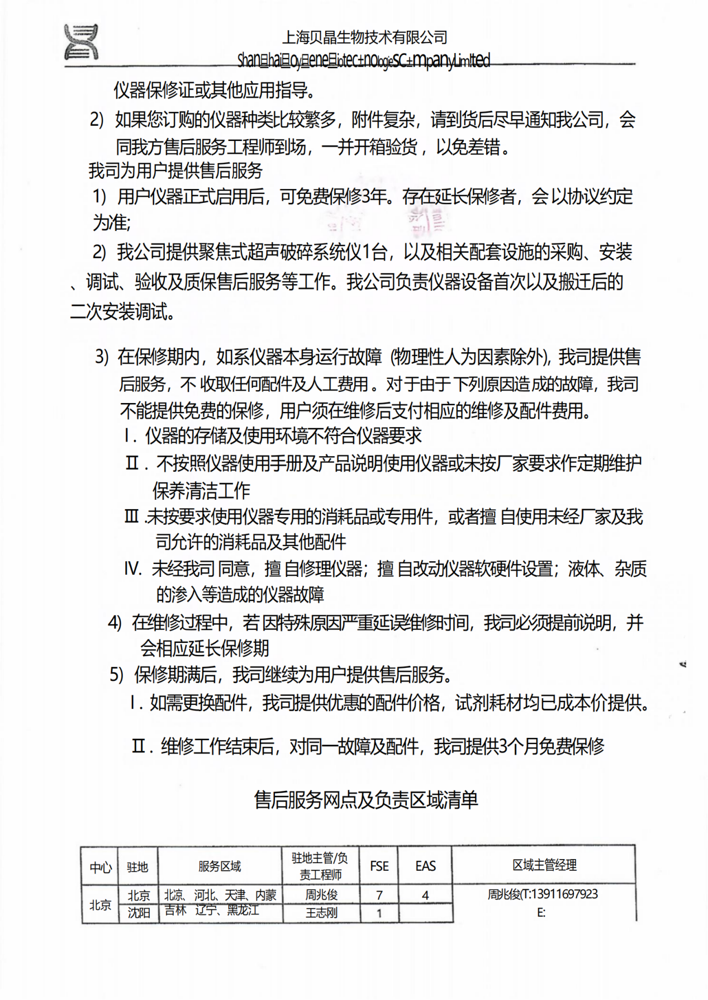 上海贝晶生物技术有限公司
仪器保修证或其他应用指导。
2) 如果您订购的仪器种类比较繁多，附件复杂，请到货后尽早通知我公司，会
同我方售后服务工程师到场，一并开箱验货，以免差错。
我司为用户提供售后服务
1) 用户仪器正式启用后，可免费保修3年。存在延长保修者，会以协议约定
为准;
2) 我公司提供聚焦式超声破碎系统仪1台，以及相关配套设施的采购、安装
、调试、验收及质保售后服务等工作。我公司负责仪器设备首次以及搬迁后的
二次安装调试。
3) 在保修期内，如系仪器本身运行故障 (物理性人为因素除外), 我司提供售
后服务，不收取任何配件及人工费用。对于由于下列原因造成的故障，我司
不能提供免费的保修，用户须在维修后支付相应的维修及配件费用。
I. 仪器的存储及使用环境不符合仪器要求
II. 不按照仪器使用手册及产品说明使用仪器或未按厂家要求作定期维护
保养清洁工作
III.未按要求使用仪器专用的消耗品或专用件，或者擅自使用未经厂家及我
司允许的消耗品及其他配件
IV. 未经我司同意，擅自修理仪器；擅自改动仪器软硬件设置；液体、杂质
的渗入等造成的仪器故障
4) 在维修过程中，若因特殊原因严重延误维修时间，我司必须提前说明，并
会相应延长保修期
5) 保修期满后，我司继续为用户提供售后服务。
I. 如需更换配件，我司提供优惠的配件价格，试剂耗材均已成本价提供。
II. 维修工作结束后，对同一故障及配件，我司提供3个月免费保修
售后服务网点及负责区域清单
中心 驻地 服务区域 驻地主管/负责工程师 FSE EAS 区域主管经理
北京 北京 北京、河北、天津、内蒙 周兆俊 7 4 周兆俊(T:13911697923
沈阳 吉林 辽宁、黑龙江 王志刚 1 E: